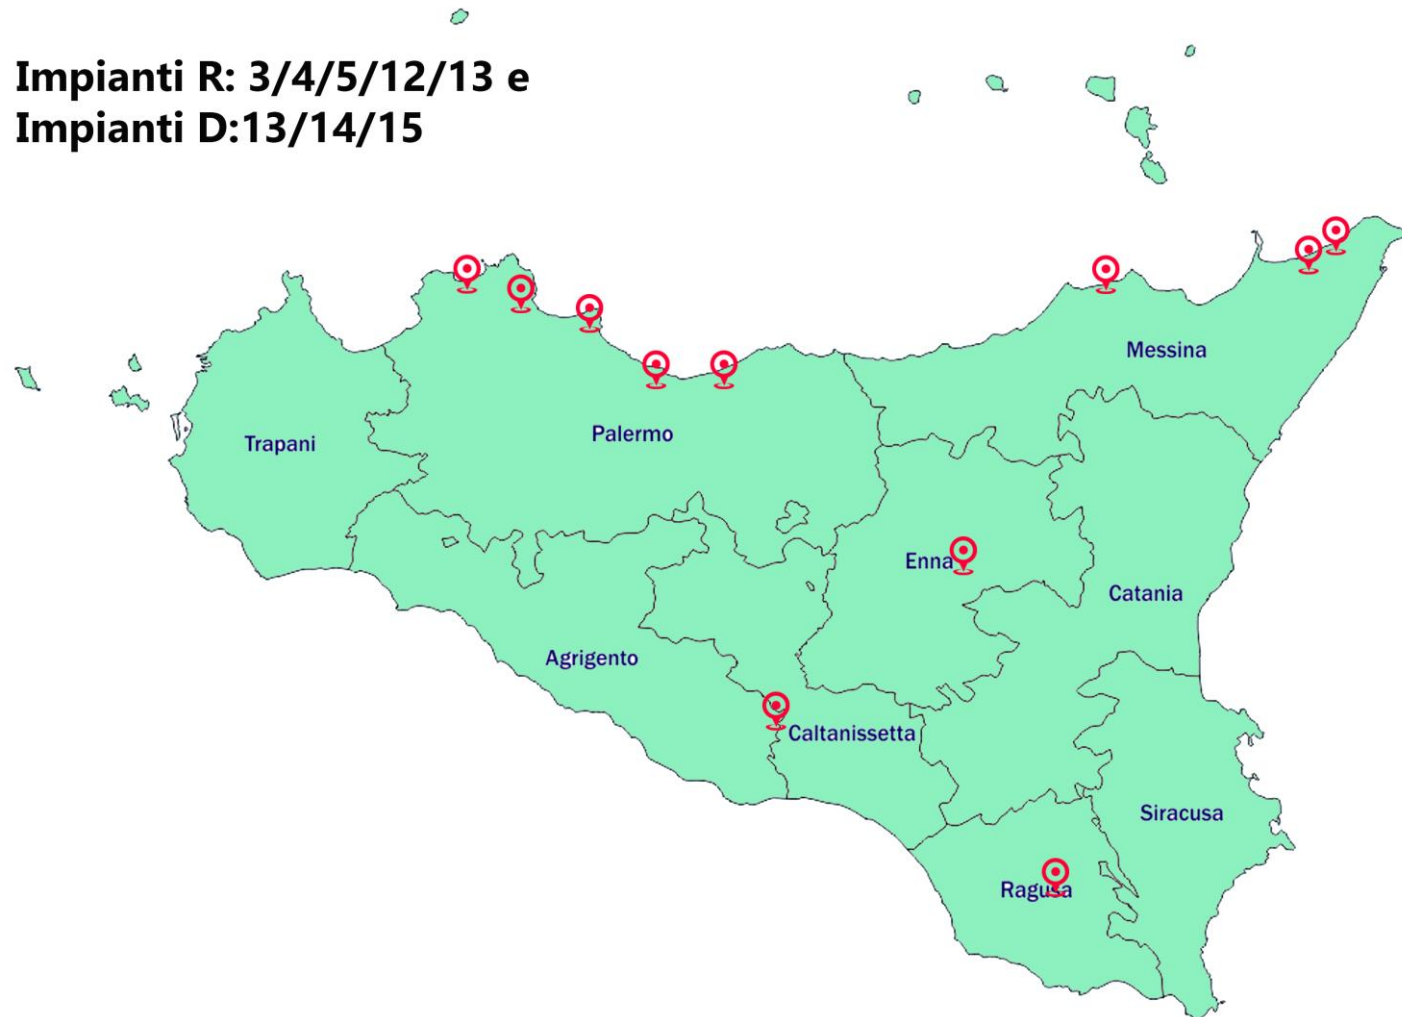 Impianti R: 3/4/5/12/13 e
Impianti D:13/14/15
Messina
Trapani
Palermo
Enna
Catania
Agrigento
Caltanissetta
Siracusa
Ragusa